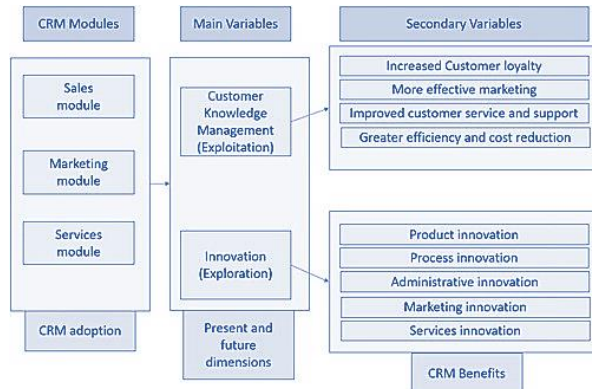 CRM Modules
Main Variables
Secondary Variables
Sales
module
Marketing
module
Services
module
CRM adoption
Customer
Knowledge
Management
(Exploitation)
Innovation
(Exploration)
Present and
future
dimensions
Increased Customer loyalty
More effective marketing
Improved customer service and support
Greater efficiency and cost reduction
Product innovation
Process innovation
Administrative innovation
Marketing innovation
Services innovation
CRM Benefits